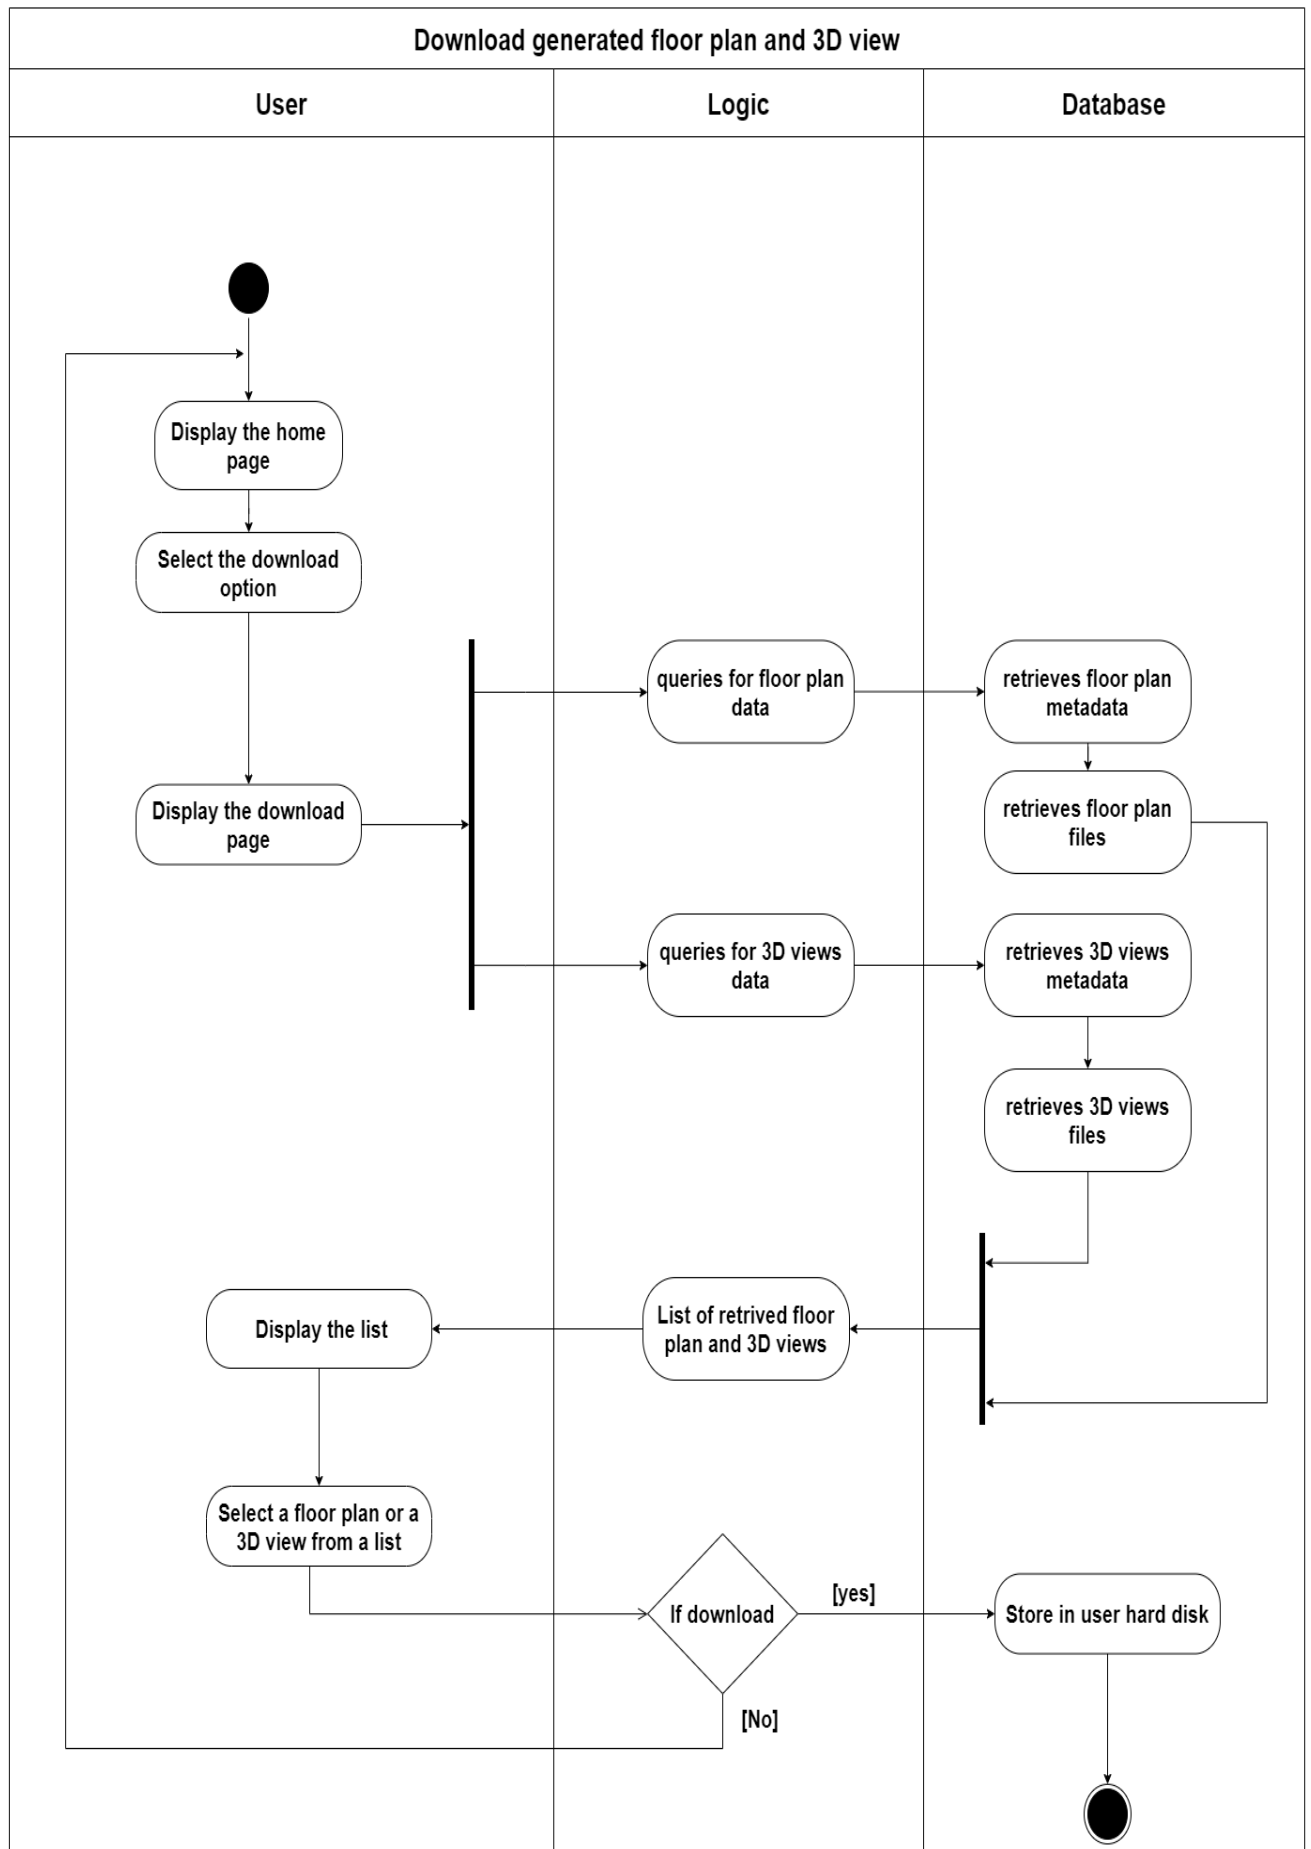 Download generated floor plan and 3D view
User
Logic
Database
Display the home
page
Select the download
option
Display the download
page
queries for floor plan
data
retrieves floor plan
metadata
retrieves floor plan
files
queries for 3D views
data
retrieves 3D views
metadata
retrieves 3D views
files
List of retrived floor
plan and 3D views
Display the list
Select a floor plan or a
3D view from a list
If download
[yes]
Store in user hard disk
[No]